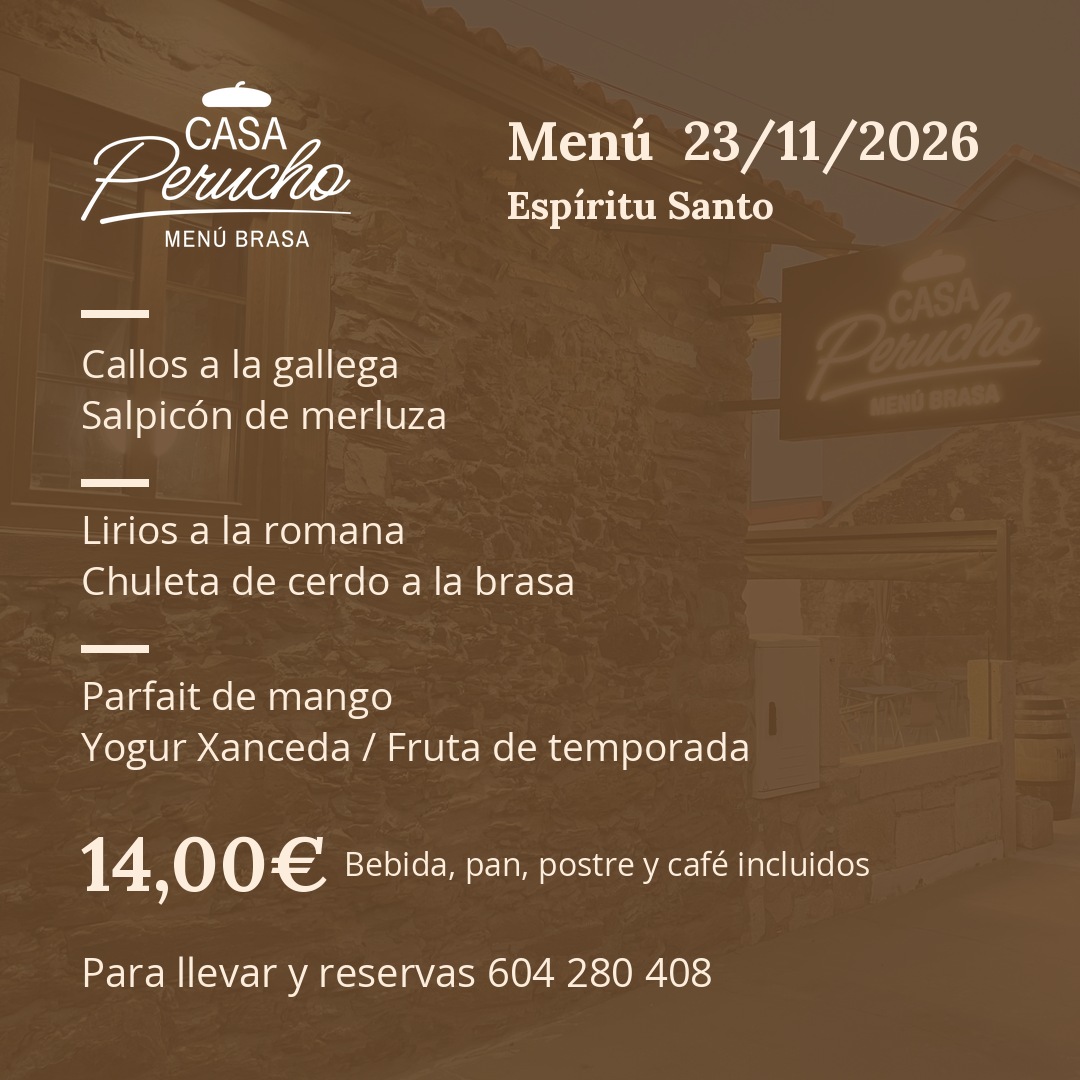 CASA
Perucho
MENÚ BRASA
Menú 23/11/2026
Espíritu Santo
CASA
Perucho
MENÚ BRASA
Callos a la gallega
Salpicón de merluza
Lirios a la romana
Chuleta de cerdo a la brasa
Parfait de mango
Yogur Xanceda / Fruta de temporada
14,00€ Bebida, pan, postre y café incluidos
Para llevar y reservas 604 280 408